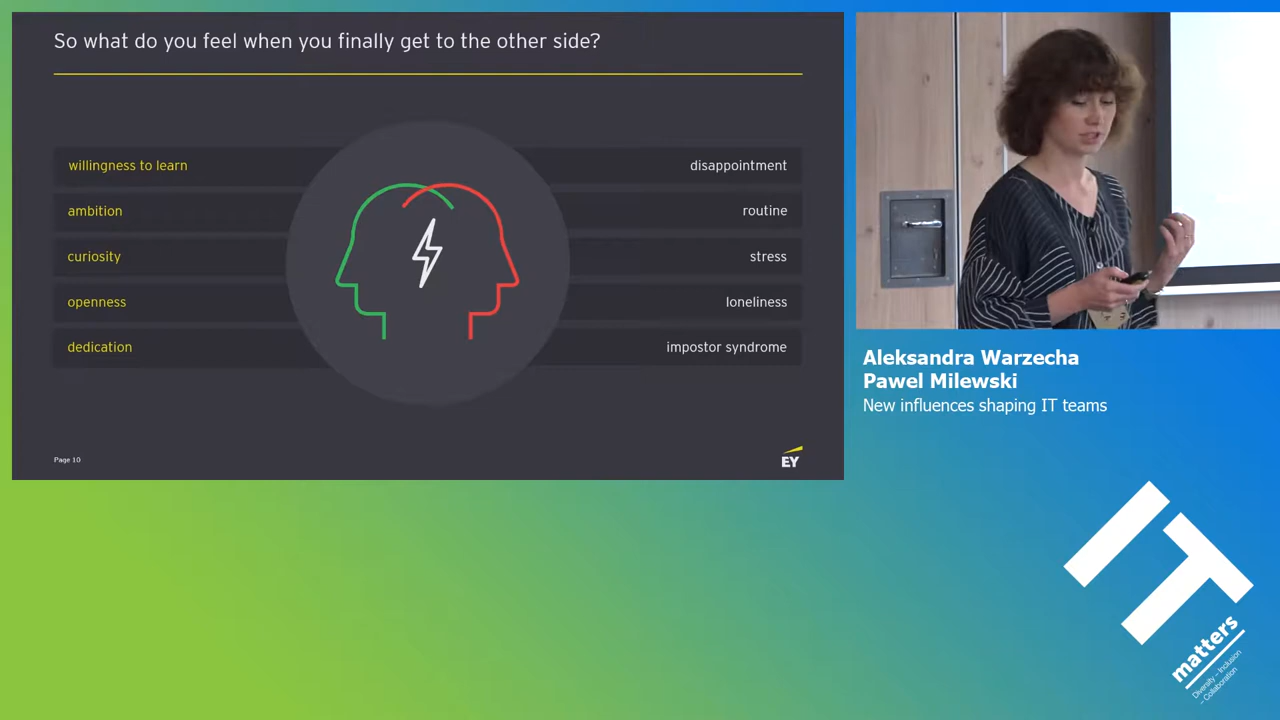 So what do you feel when you finally get to the other side?
willingness to learn
ambition
curiosity
openness
dedication
disappointment
routine
stress
loneliness
impostor syndrome
Page 10
EY
Aleksandra Warzecha
Pawel Milewski
New influences shaping IT teams
IT
matters
Diversity – Inclusion
– Collaboration